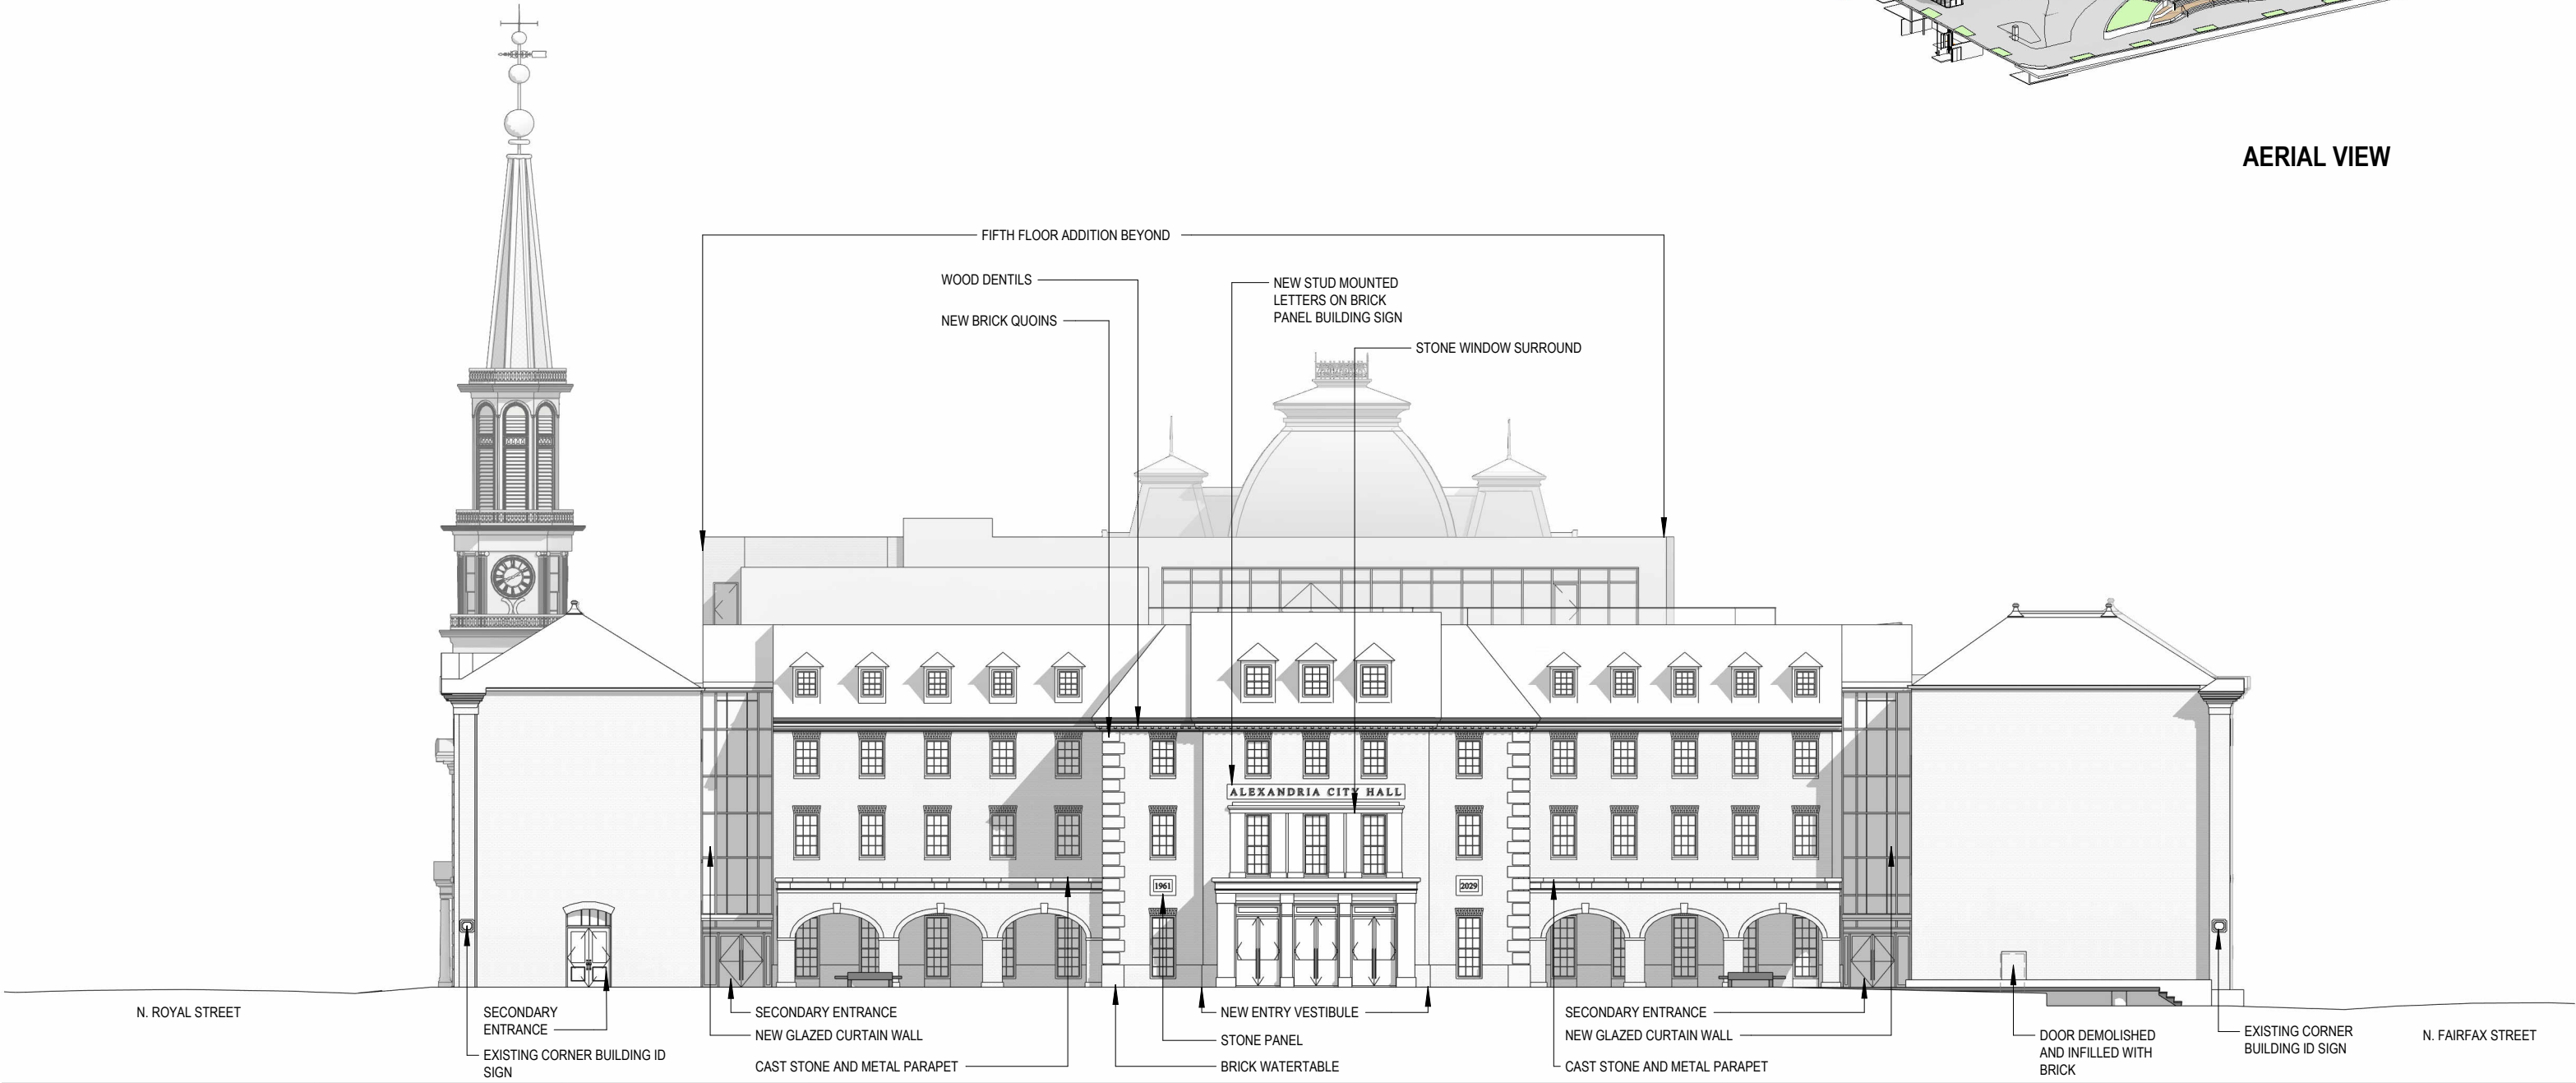 AERIAL VIEW
FIFTH FLOOR ADDITION BEYOND
WOOD DENTILS
NEW STUD MOUNTED
LETTERS ON BRICK
PANEL BUILDING SIGN
NEW BRICK QUOINS
STONE WINDOW SURROUND
ALEXANDRIA CITY HALL
1961
2029
N. ROYAL STREET
SECONDARY
ENTRANCE
EXISTING CORNER BUILDING ID
SIGN
SECONDARY ENTRANCE
NEW GLAZED CURTAIN WALL
CAST STONE AND METAL PARAPET
NEW ENTRY VESTIBULE
STONE PANEL
BRICK WATERTABLE
SECONDARY ENTRANCE
NEW GLAZED CURTAIN WALL
CAST STONE AND METAL PARAPET
DOOR DEMOLISHED
AND INFILLED WITH
BRICK
EXISTING CORNER
BUILDING ID SIGN
N. FAIRFAX STREET